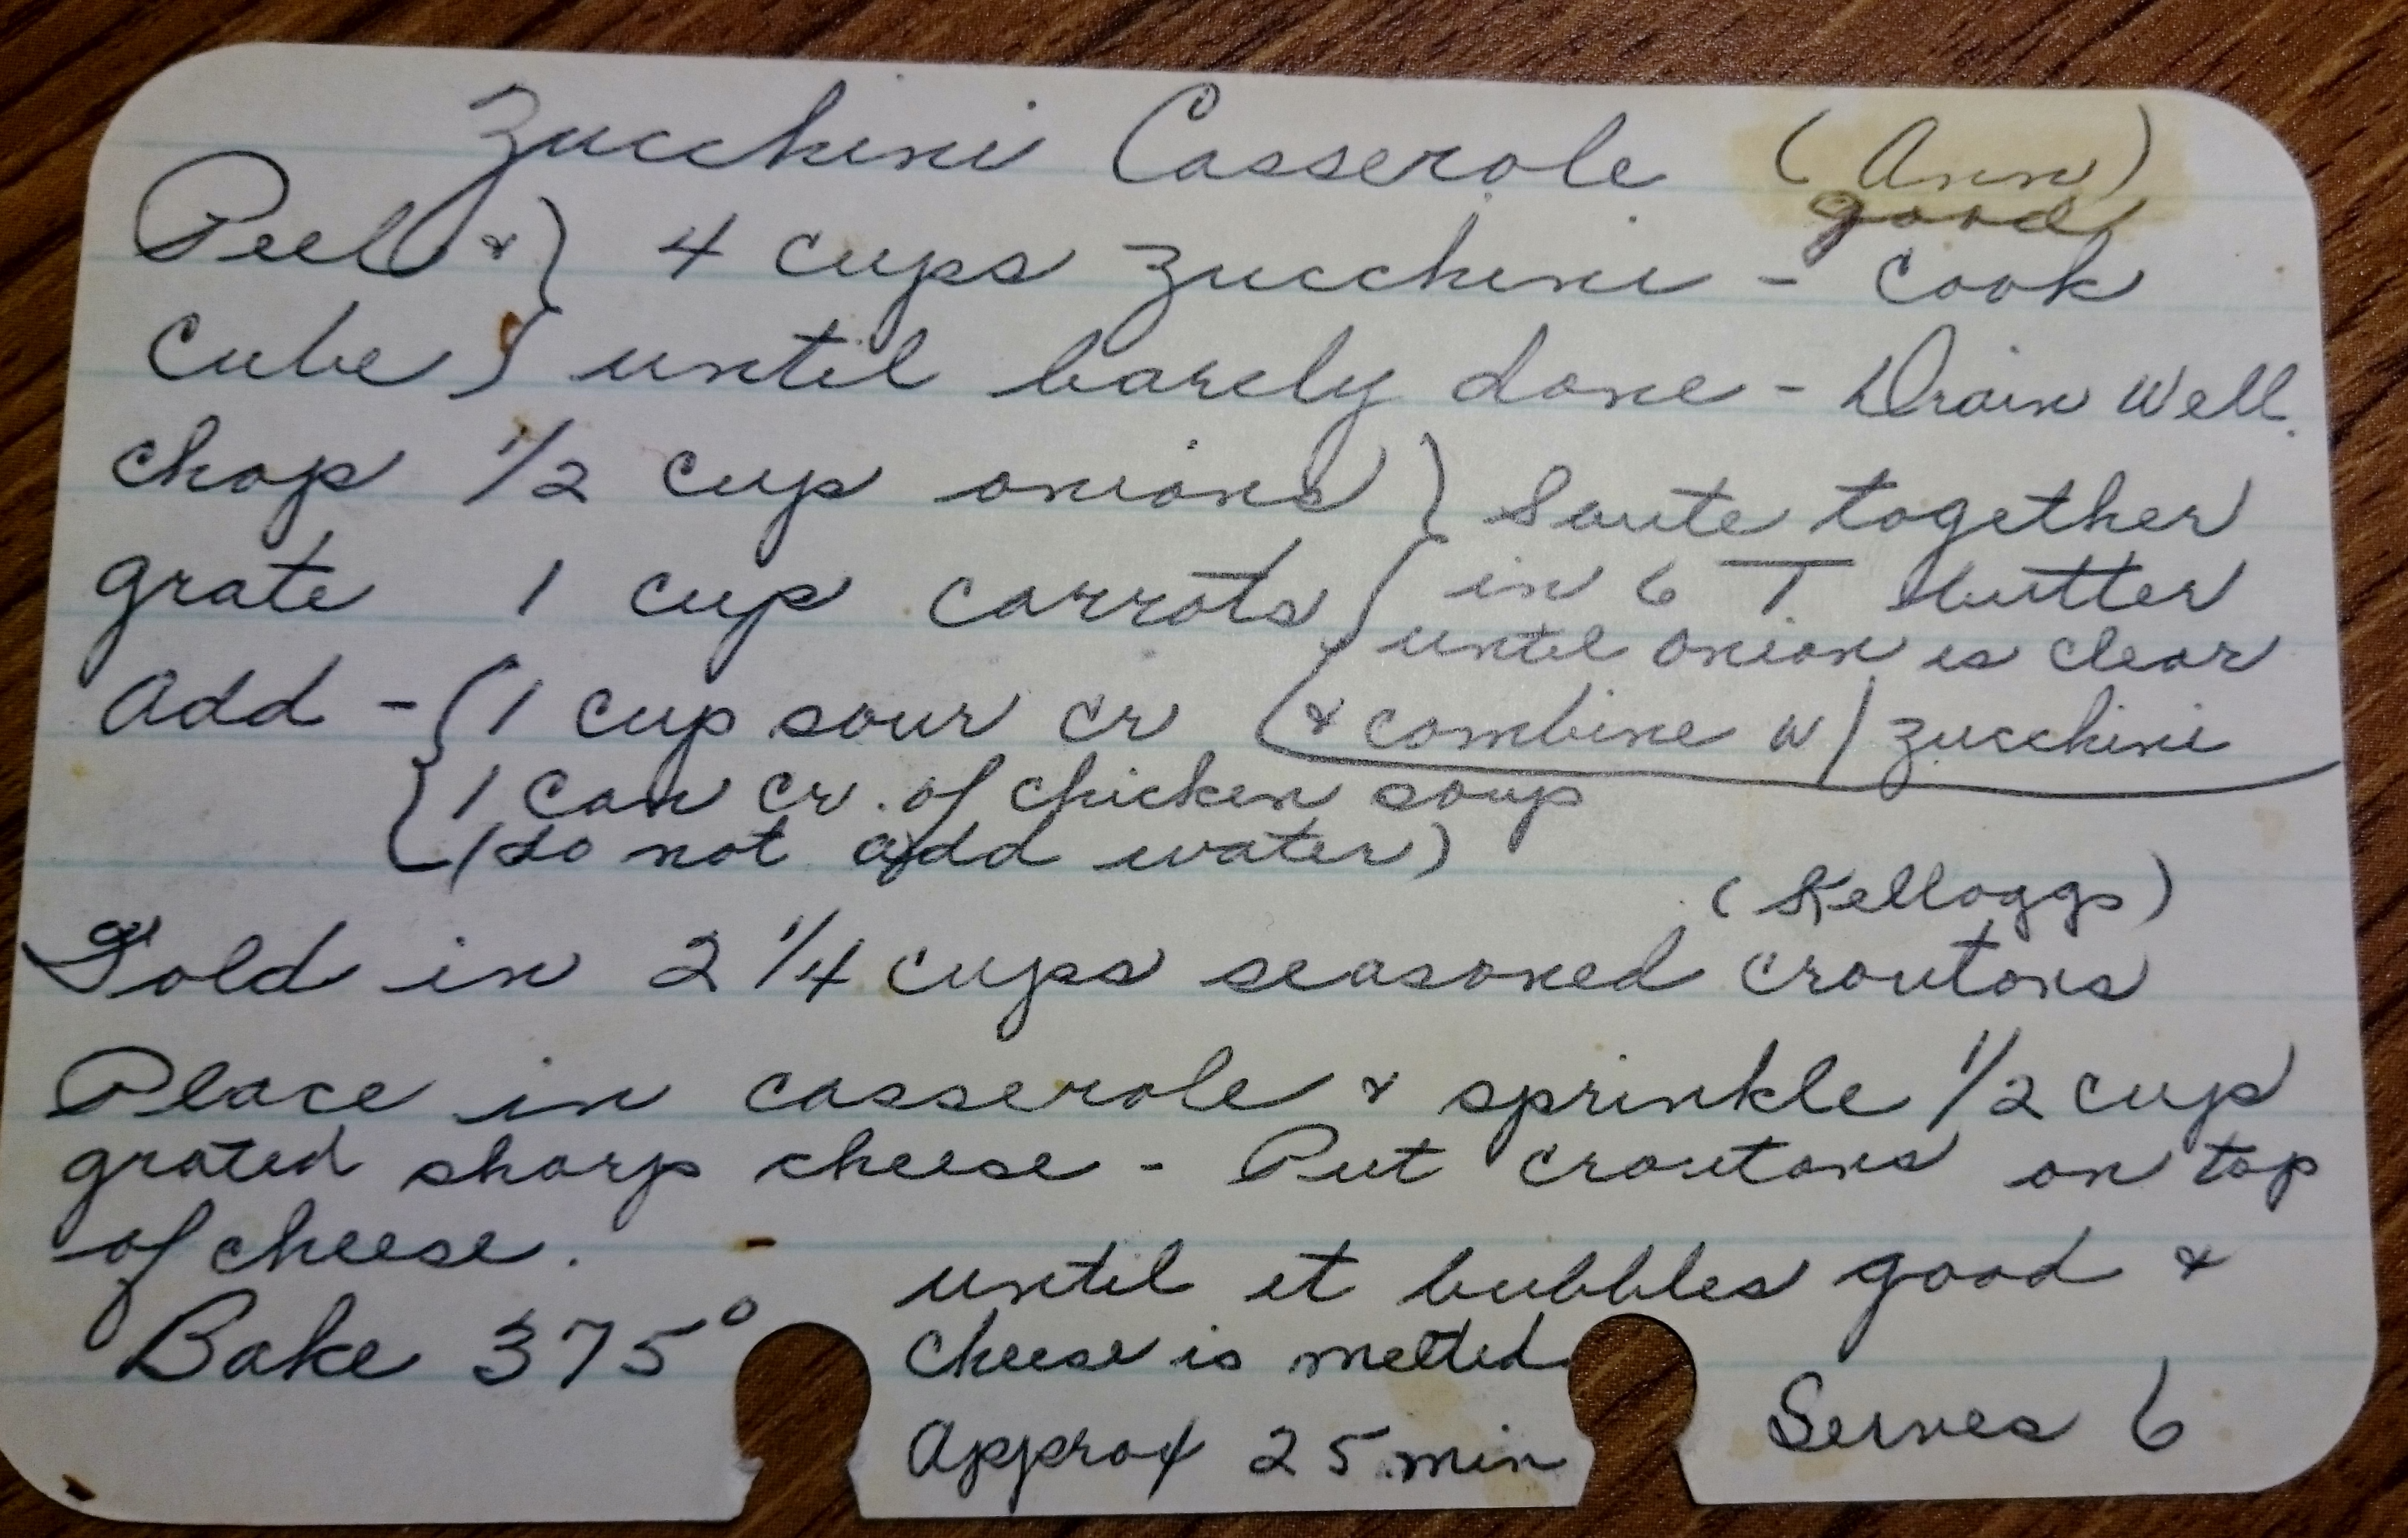 Zucchini Casserole (Ann)
good
Peel & } 4 cups zucchini - cook
Cube } until barely done - Drain Well.
chop 1/2 cup onions } Saute together
grate 1 cup carrots } in 6 T butter
until onion is clear
Add - { 1 cup sour cr ( & combine w/ zucchini
{ 1 can cr. of chicken soup
(do not add water)
(Kelloggs)
Fold in 2 1/4 cups seasoned croutons
Place in casserole & sprinkle 1/2 cup
grated sharp cheese - Put croutons on top
of cheese.
until it bubbles good &
Bake 375° cheese is melted
Approx 25 min Serves 6